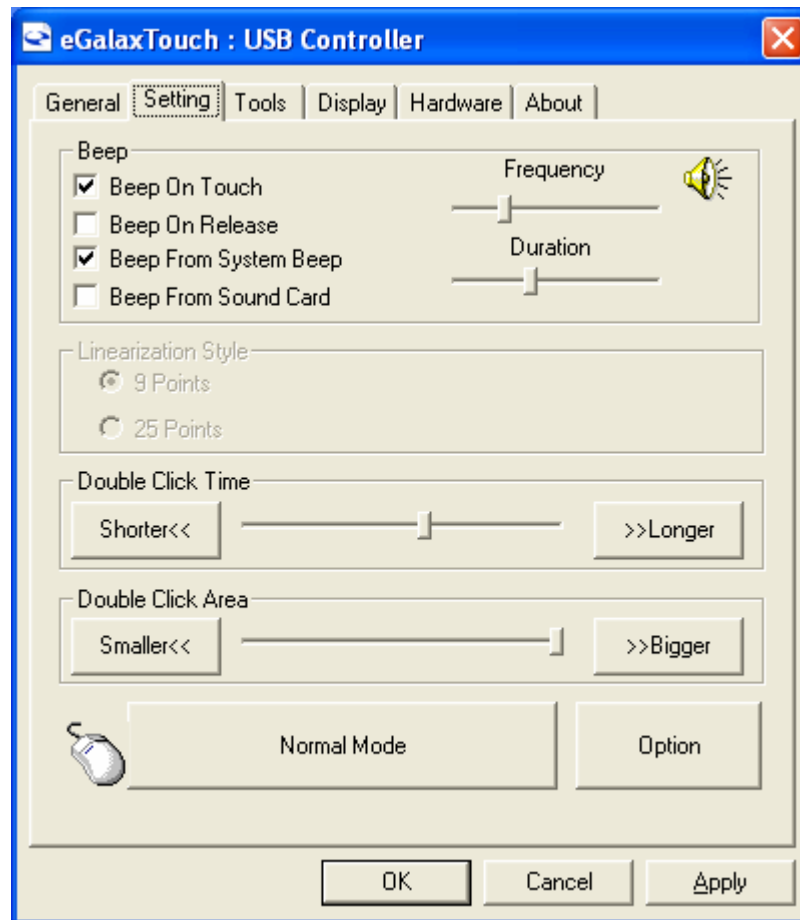 eGalaxTouch : USB Controller
General Setting Tools Display Hardware About
Beep
Beep On Touch
Frequency
Beep On Release
Beep From System Beep
Duration
Beep From Sound Card
Linearization Style
9 Points
25 Points
Double Click Time
Shorter<< >>Longer
Double Click Area
Smaller<< >>Bigger
Normal Mode Option
OK Cancel Apply